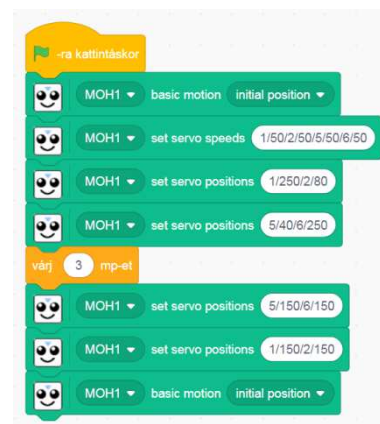 -ra kattintáskor
MOH1 basic motion initial position
MOH1 set servo speeds 1/50/2/50/5/50/6/50
MOH1 set servo positions 1/250/2/80
MOH1 set servo positions 5/40/6/250
várj 3 mp-et
MOH1 set servo positions 5/150/6/150
MOH1 set servo positions 1/150/2/150
MOH1 basic motion initial position